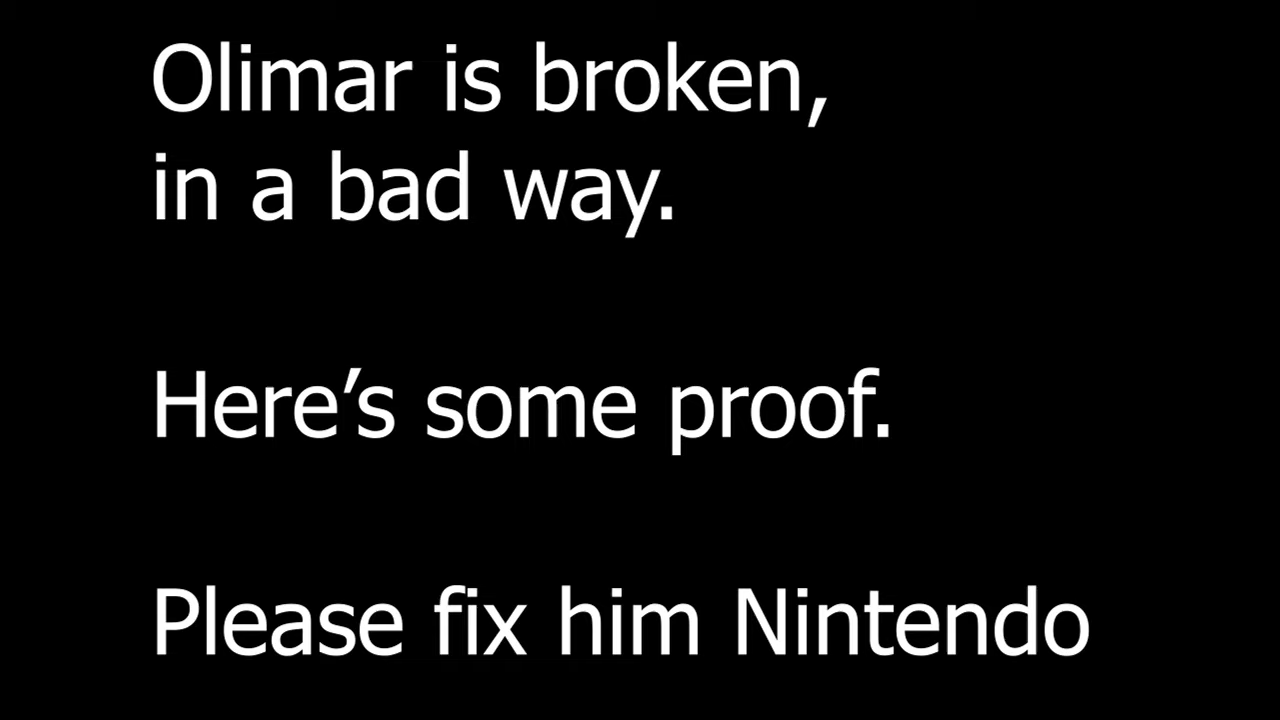 Olimar is broken,
in a bad way.
Here’s some proof.
Please fix him Nintendo